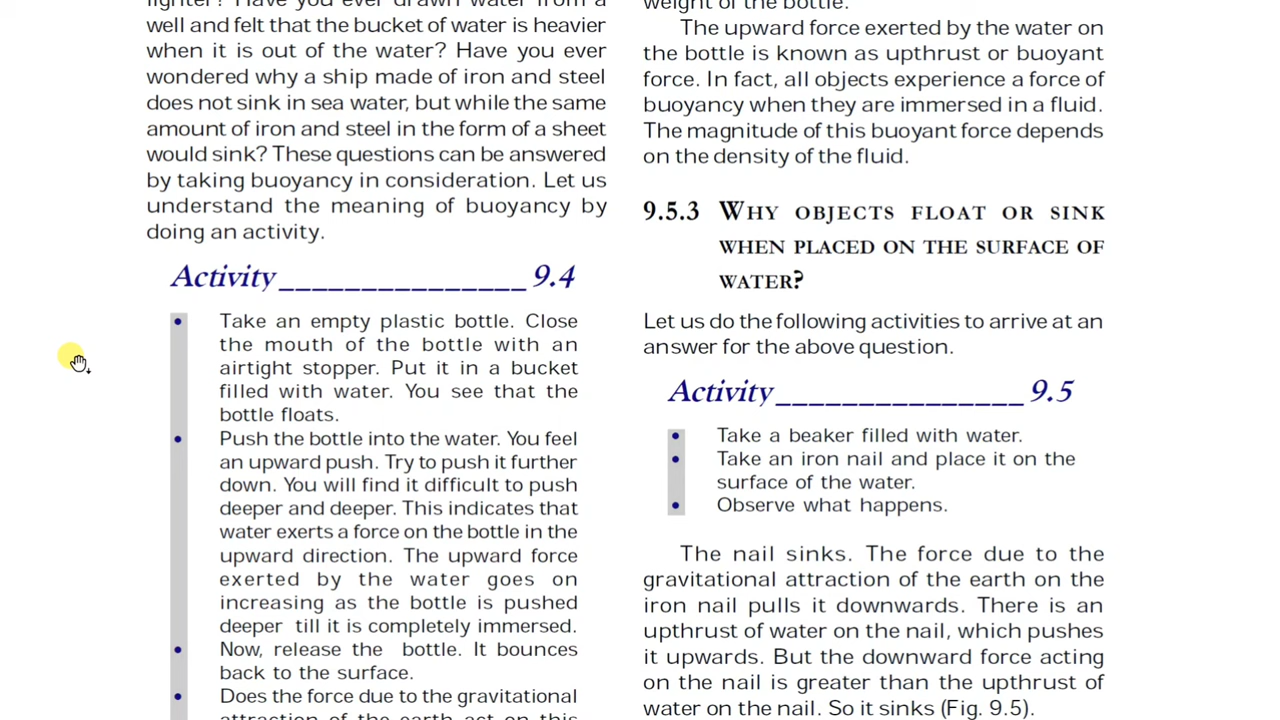 lighter? Have you ever drawn water from a
well and felt that the bucket of water is heavier
when it is out of the water? Have you ever
wondered why a ship made of iron and steel
does not sink in sea water, but while the same
amount of iron and steel in the form of a sheet
would sink? These questions can be answered
by taking buoyancy in consideration. Let us
understand the meaning of buoyancy by
doing an activity.
Activity _______________ 9.4
• Take an empty plastic bottle. Close
the mouth of the bottle with an
airtight stopper. Put it in a bucket
filled with water. You see that the
bottle floats.
• Push the bottle into the water. You feel
an upward push. Try to push it further
down. You will find it difficult to push
deeper and deeper. This indicates that
water exerts a force on the bottle in the
upward direction. The upward force
exerted by the water goes on
increasing as the bottle is pushed
deeper till it is completely immersed.
• Now, release the bottle. It bounces
back to the surface.
• Does the force due to the gravitational
attraction of the earth act on this
weight of the bottle.
The upward force exerted by the water on
the bottle is known as upthrust or buoyant
force. In fact, all objects experience a force of
buoyancy when they are immersed in a fluid.
The magnitude of this buoyant force depends
on the density of the fluid.
9.5.3 WHY OBJECTS FLOAT OR SINK
WHEN PLACED ON THE SURFACE OF
WATER?
Let us do the following activities to arrive at an
answer for the above question.
Activity _______________ 9.5
• Take a beaker filled with water.
• Take an iron nail and place it on the
surface of the water.
• Observe what happens.
The nail sinks. The force due to the
gravitational attraction of the earth on the
iron nail pulls it downwards. There is an
upthrust of water on the nail, which pushes
it upwards. But the downward force acting
on the nail is greater than the upthrust of
water on the nail. So it sinks (Fig. 9.5).